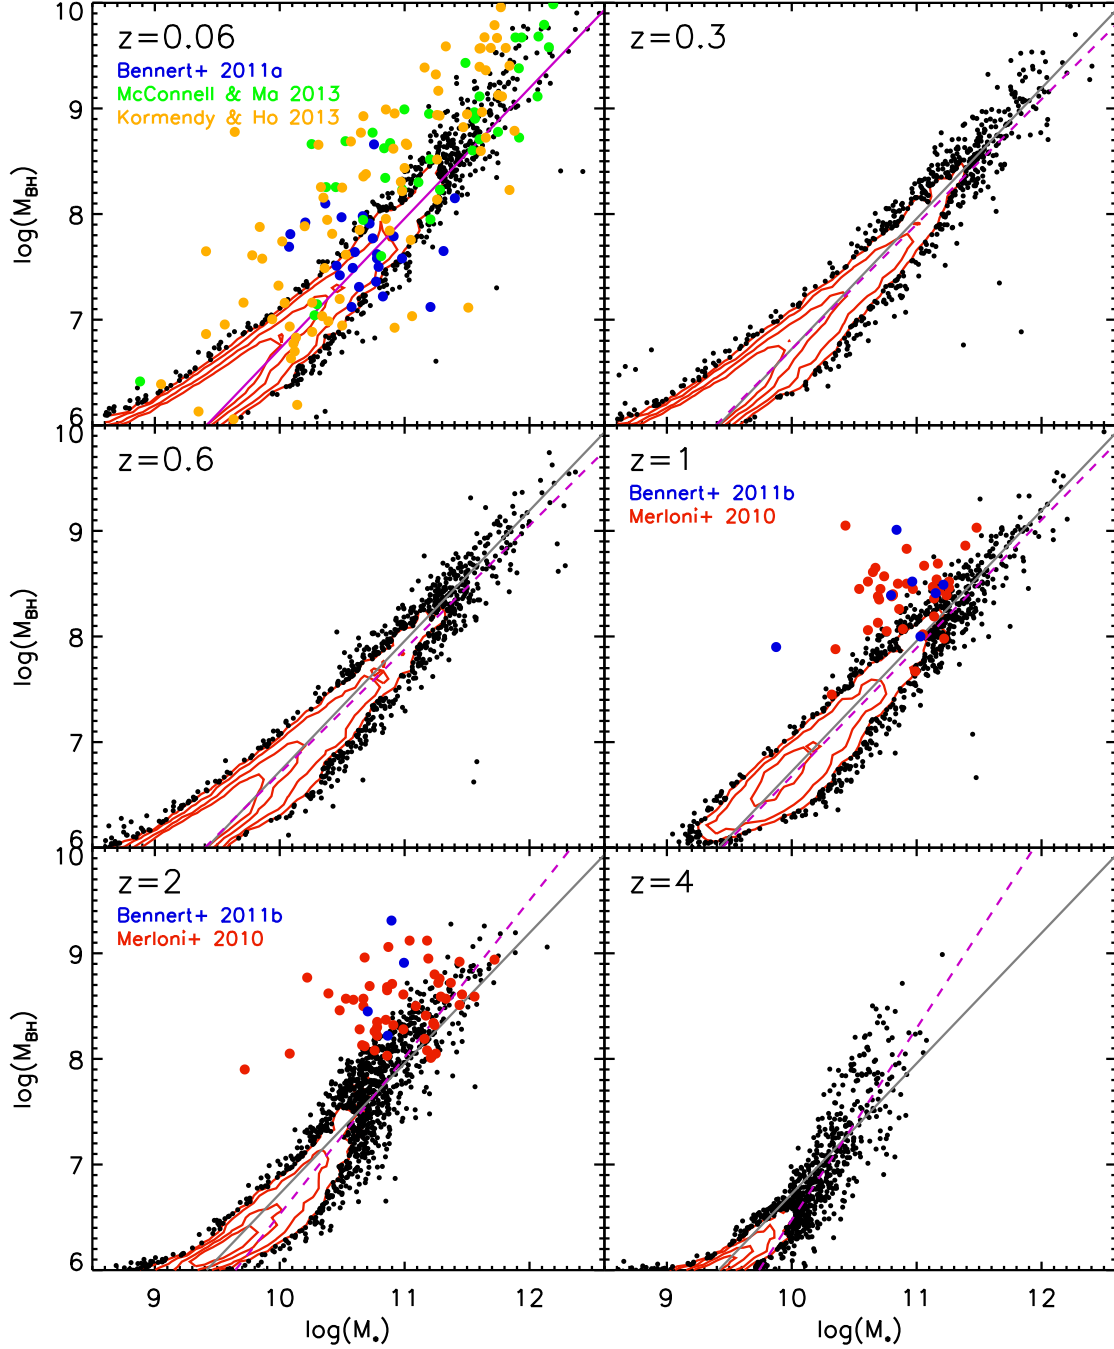 z=0.06
Bennert+ 2011a
McConnell & Ma 2013
Kormendy & Ho 2013
z=0.3
10
9
8
7
6
log(M_BH)
z=0.6
z=1
Bennert+ 2011b
Merloni+ 2010
10
9
8
7
6
log(M_BH)
z=2
Bennert+ 2011b
Merloni+ 2010
z=4
10
9
8
7
6
log(M_BH)
9 10 11 12
9 10 11 12
log(M_*)
log(M_*)